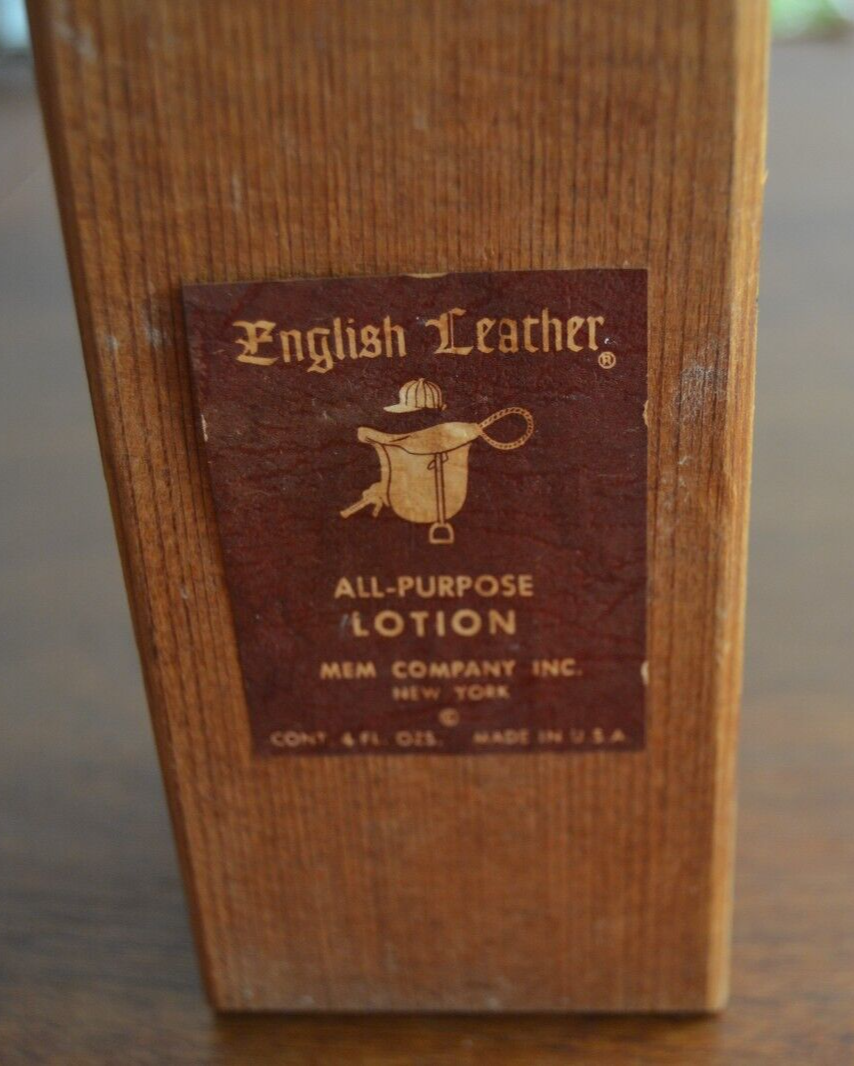 English Leather®
ALL-PURPOSE
LOTION
MEM COMPANY INC.
NEW YORK
©
CONT. 4 FL. OZS. MADE IN U.S.A